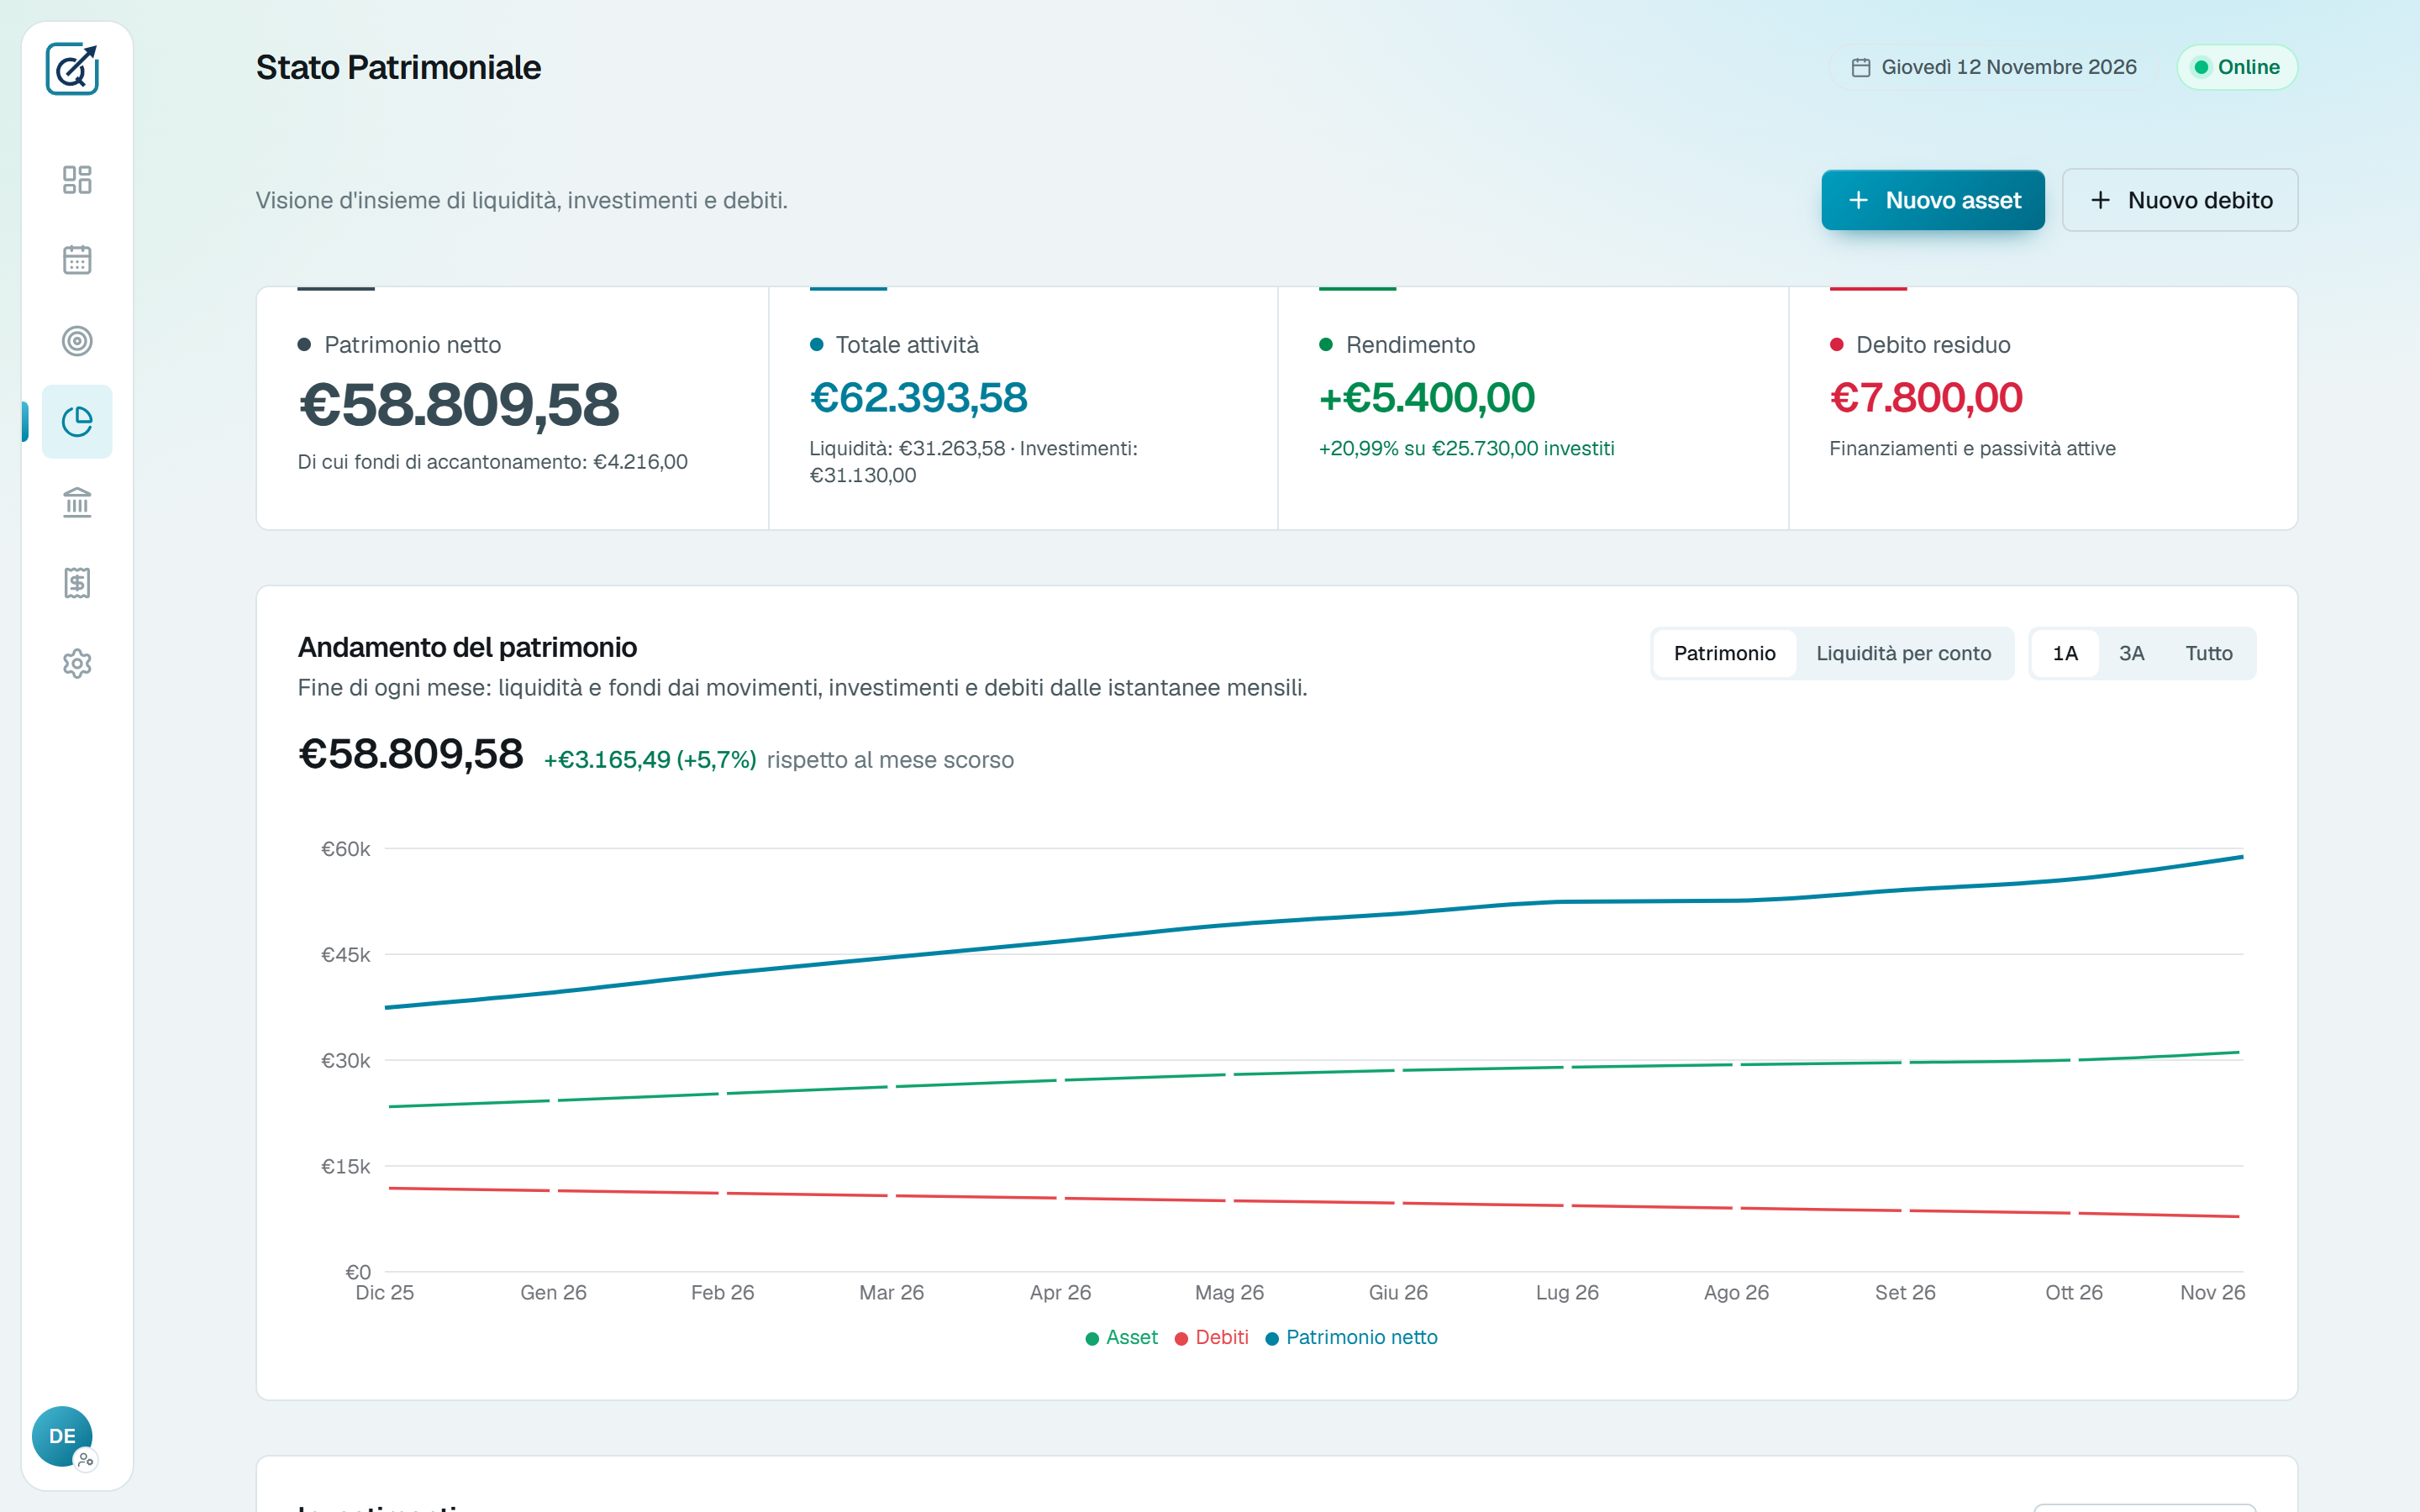 Stato Patrimoniale
Giovedì 12 Novembre 2026
Online
Visione d'insieme di liquidità, investimenti e debiti.
Nuovo asset
Nuovo debito
Patrimonio netto
€58.809,58
Di cui fondi di accantonamento: €4.216,00
Totale attività
€62.393,58
Liquidità: €31.263,58 · Investimenti:
€31.130,00
Rendimento
+€5.400,00
+20,99% su €25.730,00 investiti
Debito residuo
€7.800,00
Finanziamenti e passività attive
Andamento del patrimonio
Fine di ogni mese: liquidità e fondi dai movimenti, investimenti e debiti dalle istantanee mensili.
Patrimonio
Liquidità per conto
1A
3A
Tutto
€58.809,58 +€3.165,49 (+5,7%) rispetto al mese scorso
€60k
€45k
€30k
€15k
€0
Dic 25 Gen 26 Feb 26 Mar 26 Apr 26 Mag 26 Giu 26 Lug 26 Ago 26 Set 26 Ott 26 Nov 26
Asset Debiti Patrimonio netto
DE